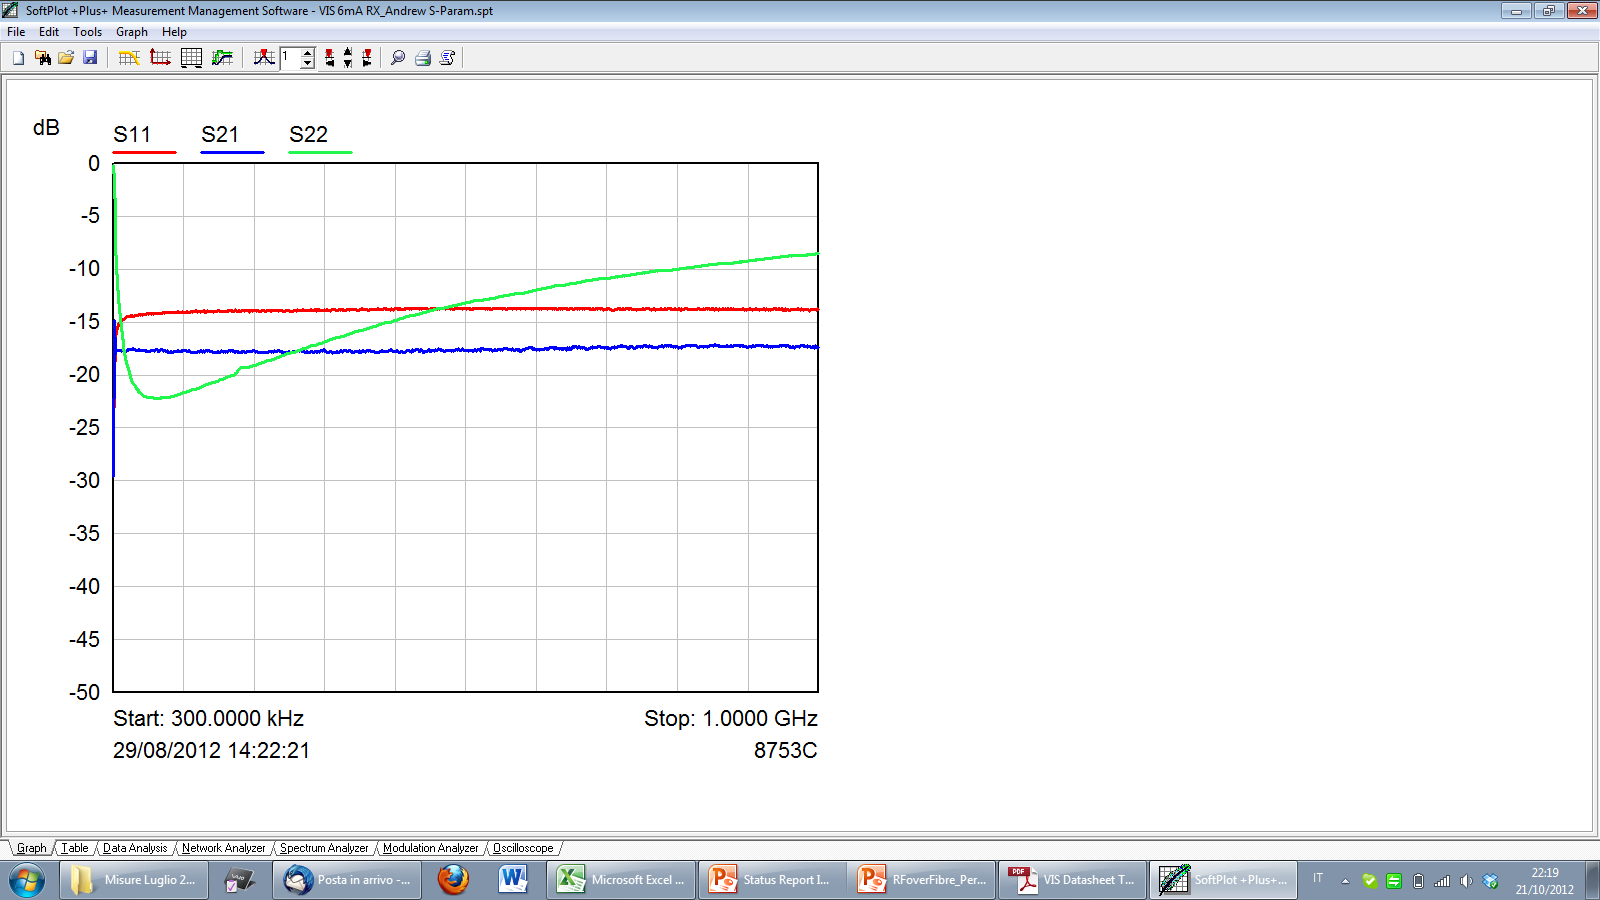 SoftPlot +Plus+ Measurement Management Software - VIS 6mA RX_Andrew S-Param.spt
File Edit Tools Graph Help
1
dB
S11 S21 S22
0
-5
-10
-15
-20
-25
-30
-35
-40
-45
-50
Start: 300.0000 kHz Stop: 1.0000 GHz
29/08/2012 14:22:21 8753C
Graph Table Data Analysis Network Analyzer Spectrum Analyzer Modulation Analyzer Oscilloscope
Misure Luglio 2... Posta in arrivo -... Microsoft Excel ... Status Report I... RFoverFibre_Per... PDF VIS Datasheet T... SoftPlot +Plus+... IT 22:19
21/10/2012